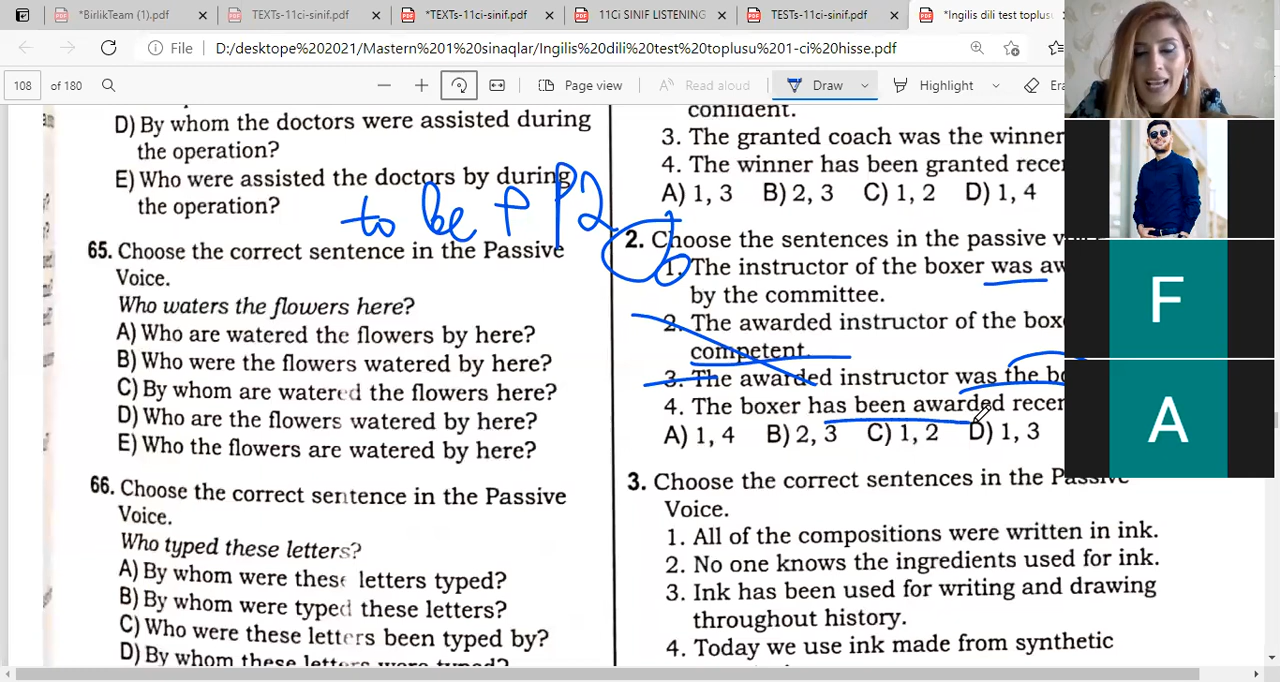 *BirlikTeam (1).pdf
TEXTs-11ci-sinif.pdf
*TEXTs-11ci-sinif.pdf
11Ci SINIF LISTENING
TESTs-11ci-sinif.pdf
*Ingilis dili test toplusu
File
D:/desktope%202021/Mastern%201%20sinaqlar/Ingilis%20dili%20test%20toplusu%201-ci%20hisse.pdf
108 of 180
Page view
Read aloud
Draw
Highlight
D) By whom the doctors were assisted during
the operation?
E) Who were assisted the doctors by during
the operation?
to be + PP2
65. Choose the correct sentence in the Passive
Voice.
Who waters the flowers here?
A) Who are watered the flowers by here?
B) Who were the flowers watered by here?
C) By whom are watered the flowers here?
D) Who are the flowers watered by here?
E) Who the flowers are watered by here?
66. Choose the correct sentence in the Passive
Voice.
Who typed these letters?
A) By whom were these letters typed?
B) By whom were typed these letters?
C) Who were these letters been typed by?
D) By whom these letters were typed?
confident.
3. The granted coach was the winner
4. The winner has been granted
A) 1, 3 B) 2, 3 C) 1, 2 D) 1, 4
2. Choose the sentences in the passive
1. The instructor of the boxer was
by the committee.
2. The awarded instructor of the
competent.
3. The awarded instructor was the
4. The boxer has been awarded
A) 1, 4 B) 2, 3 C) 1, 2 D) 1, 3
3. Choose the correct sentences in the Passive
Voice.
1. All of the compositions were written in ink.
2. No one knows the ingredients used for ink.
3. Ink has been used for writing and drawing
throughout history.
4. Today we use ink made from synthetic
F
A